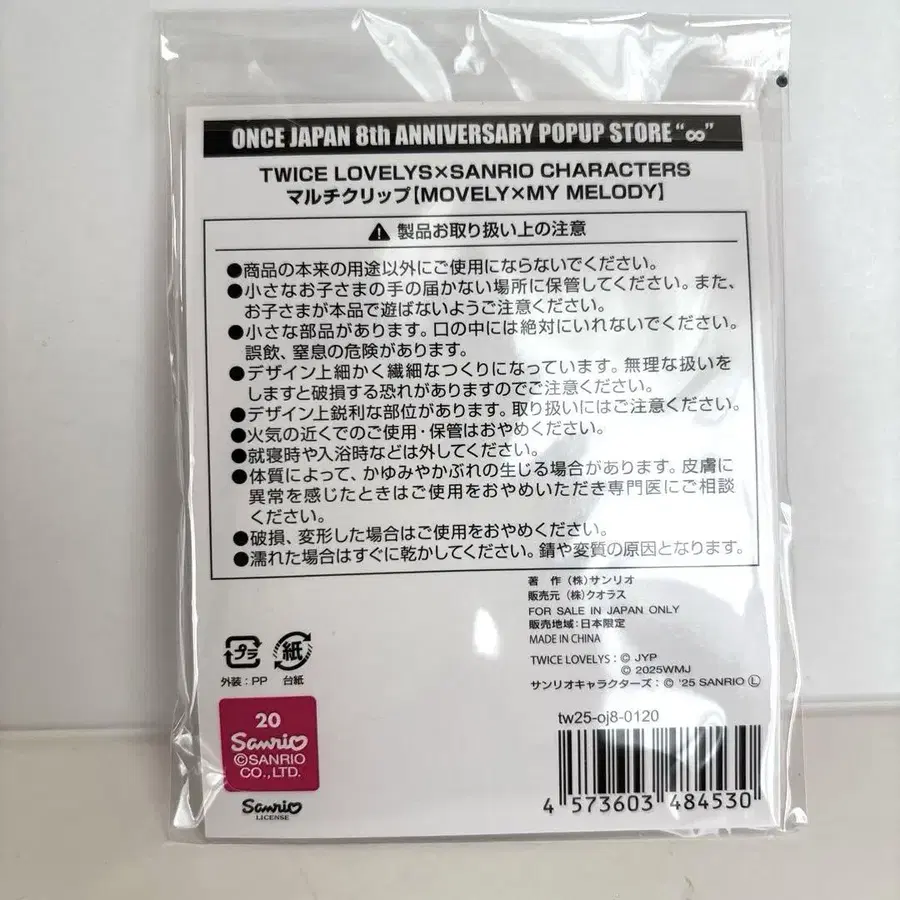 ONCE JAPAN 8th ANNIVERSARY POPUP STORE “∞”
TWICE LOVELYS×SANRIO CHARACTERS
マルチクリップ【MOVELY×MY MELODY】
製品お取り扱い上の注意
●商品の本来の用途以外にご使用にならないでください。
●小さなお子さまの手の届かない場所に保管してください。また、
お子さまが本品で遊ばないようご注意ください。
●小さな部品があります。口の中には絶対にいれないでください。
誤飲、窒息の危険があります。
●デザイン上細かく繊細なつくりになっています。無理な扱いを
しますと破損する恐れがありますのでご注意ください。
●デザイン上鋭利な部位があります。取り扱いにはご注意ください。
●火気の近くでのご使用・保管はおやめください。
●就寝時や入浴時などは外してください。
●体質によって、かゆみやかぶれの生じる場合があります。皮膚に
異常を感じたときはご使用をおやめいただき専門医にご相談
ください。
●破損、変形した場合はご使用をおやめください。
●濡れた場合はすぐに乾かしてください。錆や変質の原因となります。
著 作 (株)サンリオ
販売元 (株)クオラス
FOR SALE IN JAPAN ONLY
販売地域:日本限定
MADE IN CHINA
TWICE LOVELYS:© JYP
© 2025WMJ
サンリオキャラクターズ:© '25 SANRIO Ⓛ
プラ
紙
外装:PP
台紙
20
Sanrio
©SANRIO
CO.,LTD.
Sanrio
LICENSE
tw25-oj8-0120
4 573603 484530